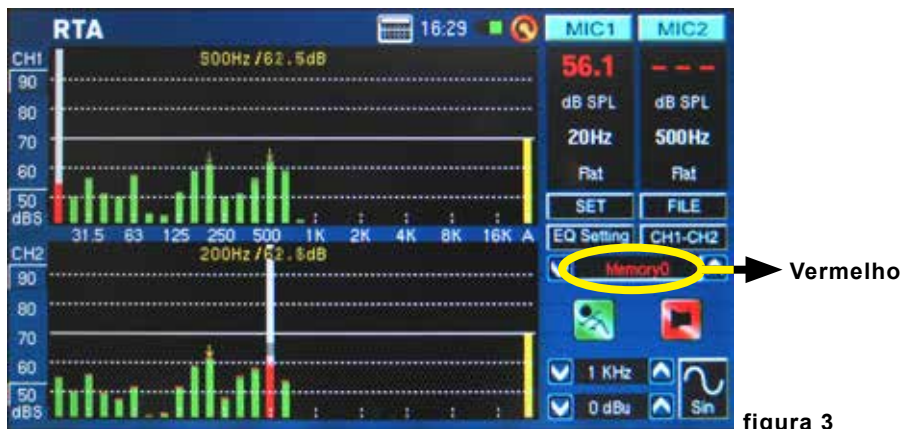 RTA 16:29 MIC1 MIC2
CH1 500Hz/62.5dB
90
80
70
60
50
dBS
56.1 ---
dB SPL dB SPL
20Hz 500Hz
Flat Flat
SET FILE
31.5 63 125 250 500 1K 2K 4K 8K 16K A
EQ Setting CH1-CH2
CH2 200Hz/62.8dB
90
80
70
60
50
dBS
Memory0
Vermelho
1 KHz
0 dBu Sin
figura 3